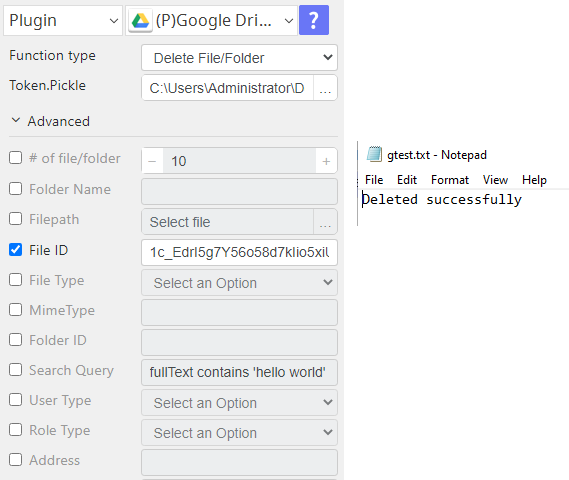 Plugin (P)Google Dri... ?
Function type Delete File/Folder
Token.Pickle C:\Users\Administrator\D ...
Advanced
# of file/folder − 10 +
Folder Name
Filepath Select file ...
File ID 1c_EdrI5g7Y56o58d7kIio5xiU
File Type Select an Option
MimeType
Folder ID
Search Query fullText contains 'hello world'
User Type Select an Option
Role Type Select an Option
Address
gtest.txt - Notepad
File Edit Format View Help
Deleted successfully